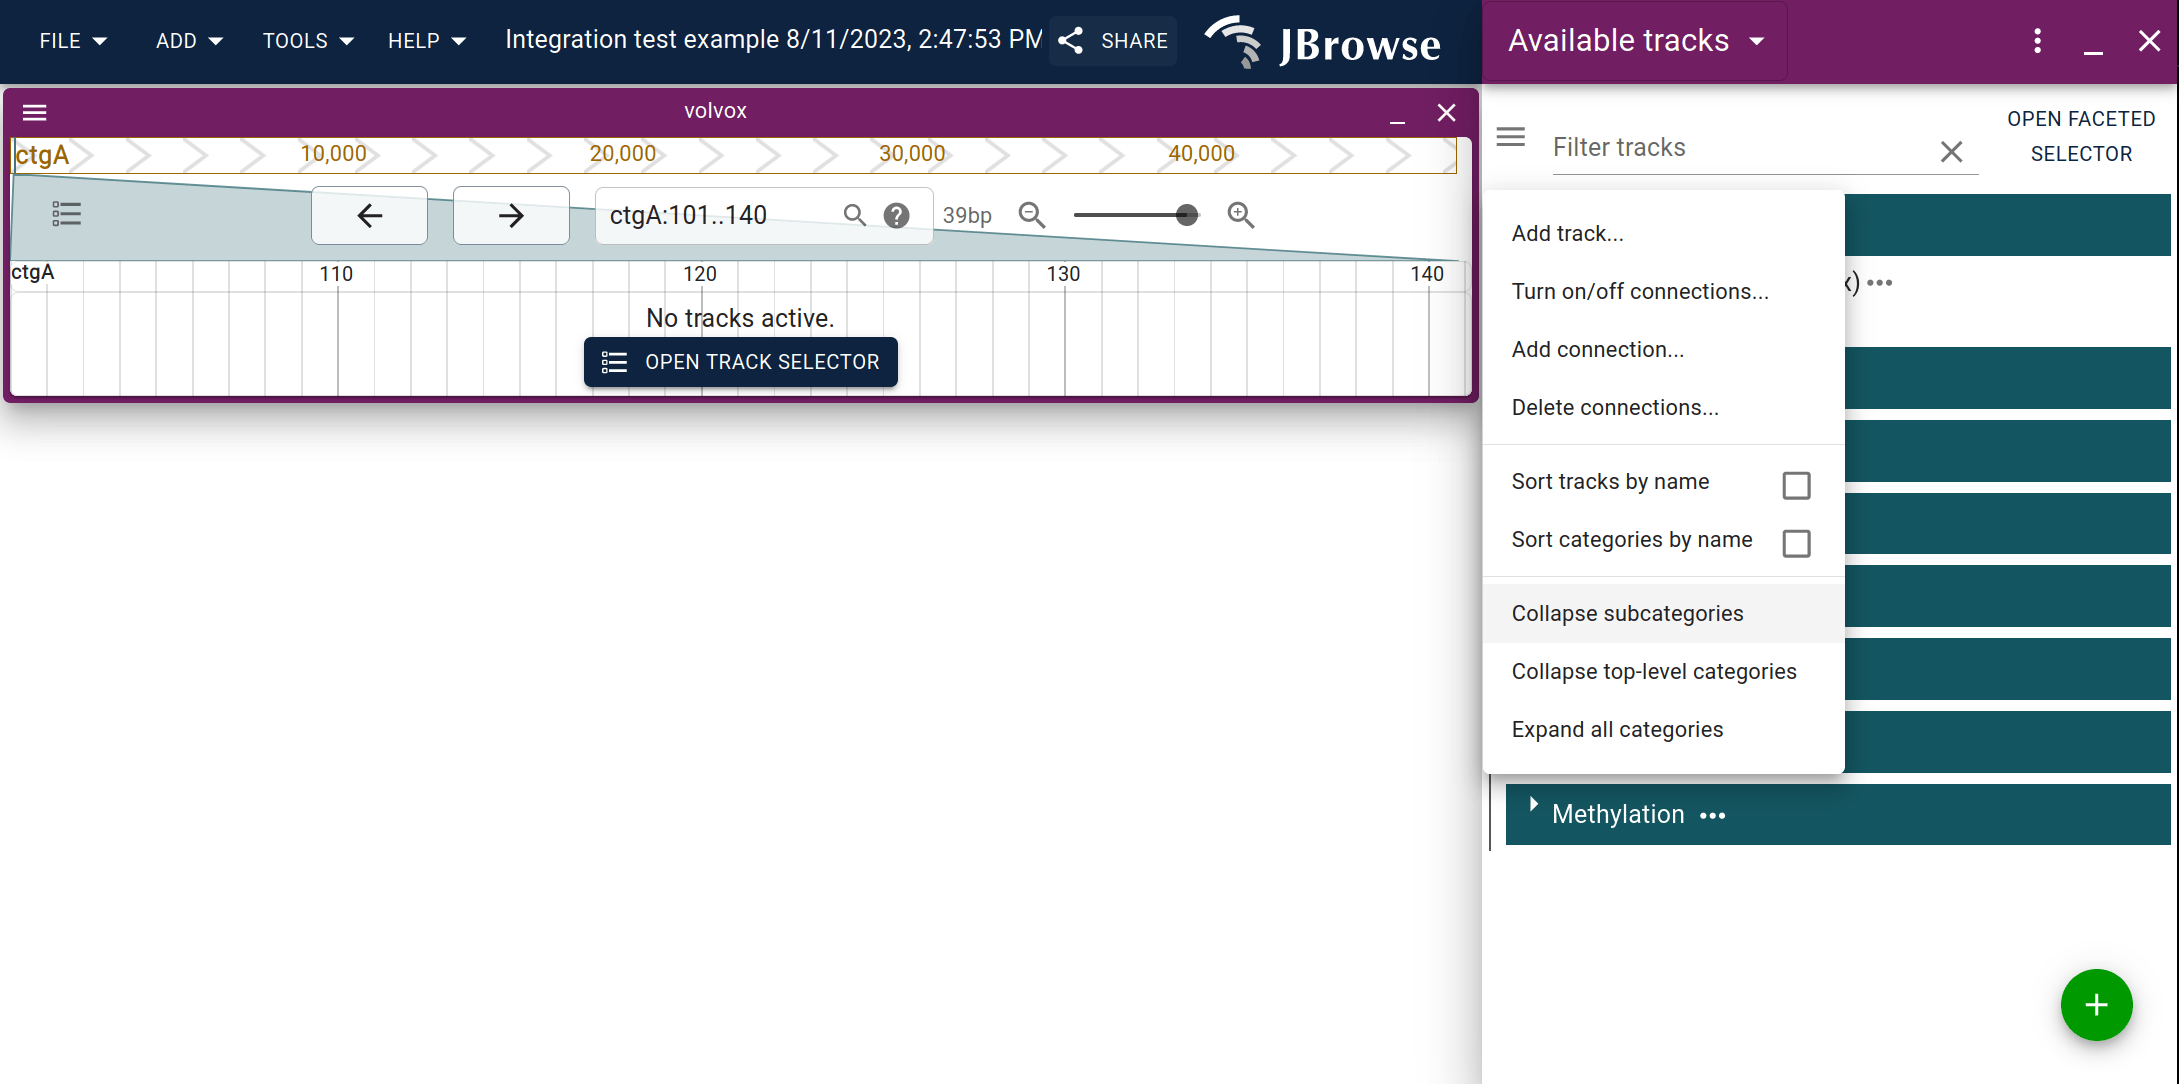 FILE ADD TOOLS HELP Integration test example 8/11/2023, 2:47:53 PM SHARE JBrowse
Available tracks
volvox
ctgA 10,000 20,000 30,000 40,000
ctgA:101..140 39bp
ctgA 110 120 130 140
No tracks active.
OPEN TRACK SELECTOR
Filter tracks
OPEN FACETED
SELECTOR
Add track...
Turn on/off connections...
Add connection...
Delete connections...
Sort tracks by name
Sort categories by name
Collapse subcategories
Collapse top-level categories
Expand all categories
Methylation